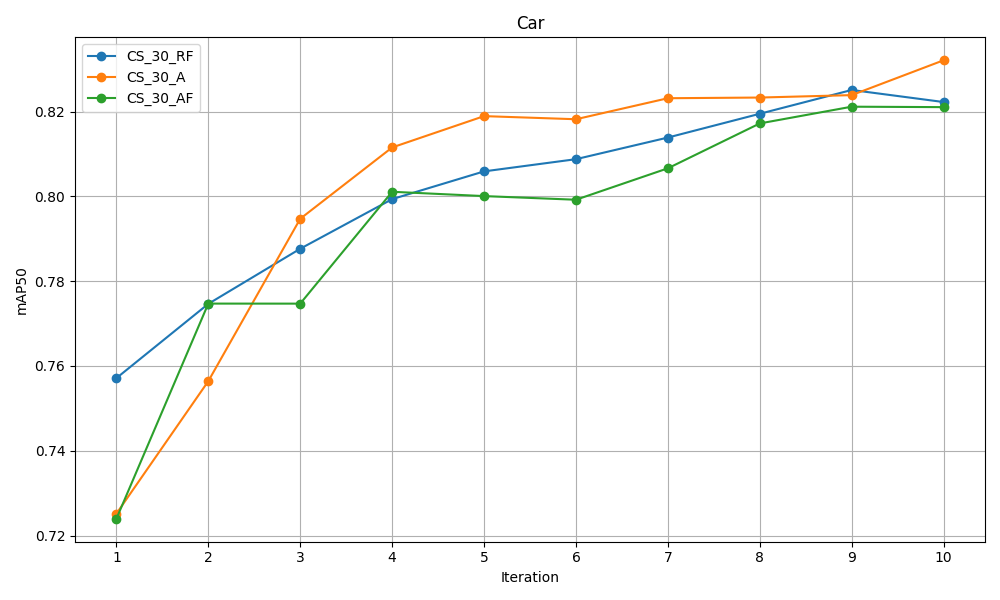 Car
CS_30_RF
CS_30_A
CS_30_AF
mAP50
0.82
0.80
0.78
0.76
0.74
0.72
1 2 3 4 5 6 7 8 9 10
Iteration